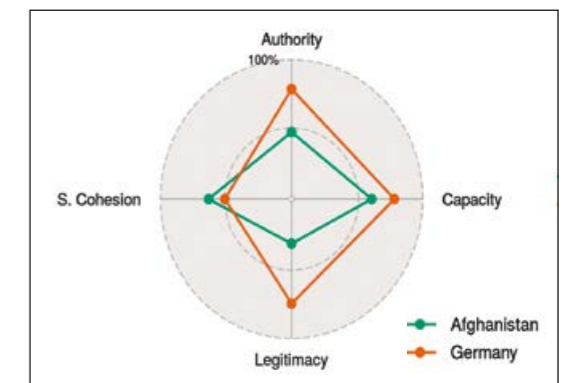 Authority
100%
S. Cohesion
Capacity
Legitimacy
Afghanistan
Germany